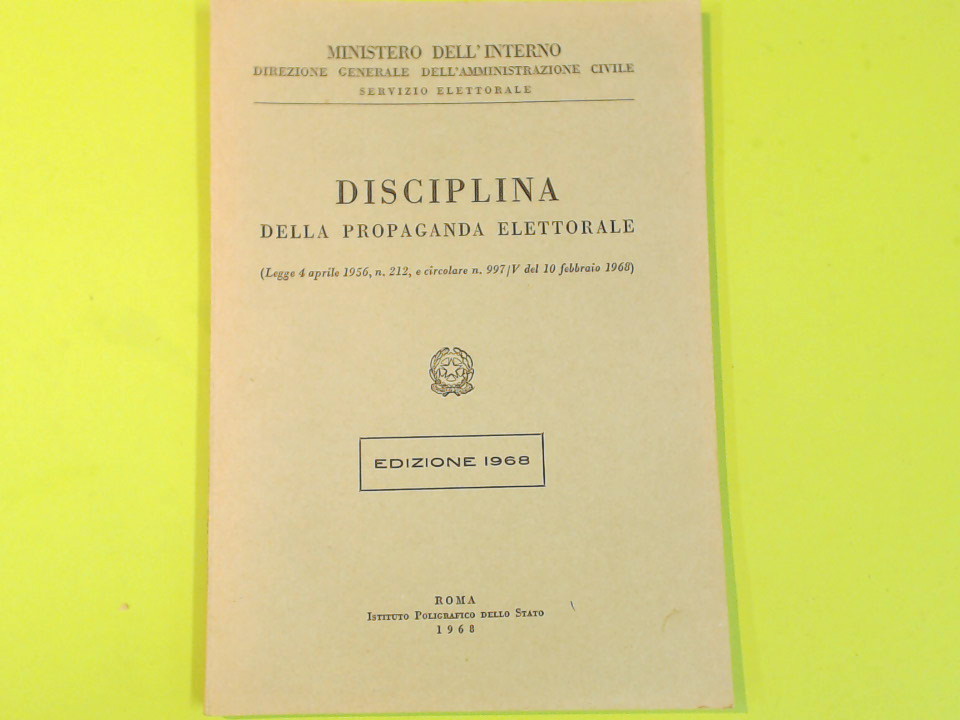 MINISTERO DELL'INTERNO
DIREZIONE GENERALE DELL'AMMINISTRAZIONE CIVILE
SERVIZIO ELETTORALE
DISCIPLINA
DELLA PROPAGANDA ELETTORALE
(Legge 4 aprile 1956, n. 212, e circolare n. 997/V del 10 febbraio 1968)
EDIZIONE 1968
ROMA
ISTITUTO POLIGRAFICO DELLO STATO
1968